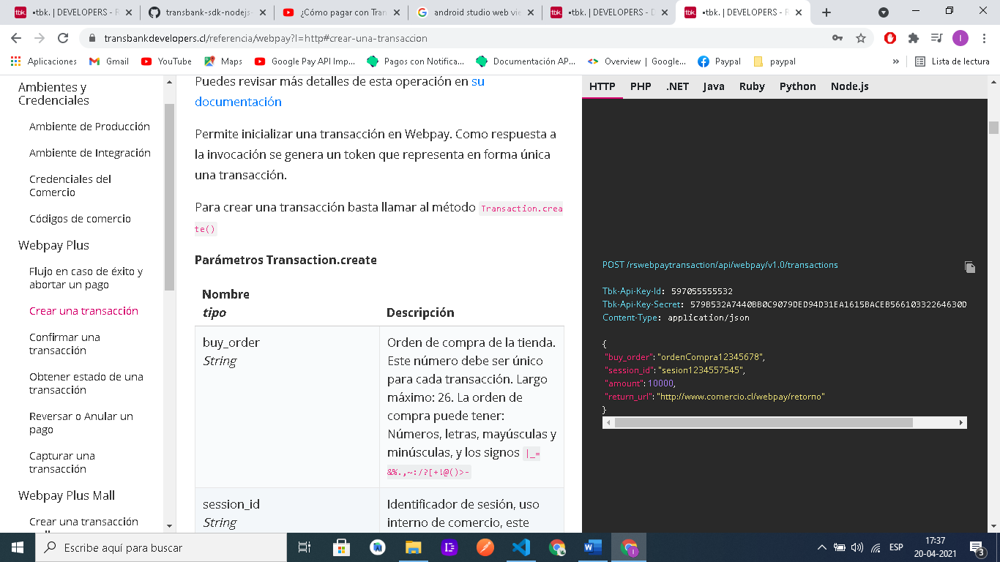 •tbk. | DEVELOPERS - R
transbank-sdk-nodejs-
¿Cómo pagar con Tran
android studio web vie
•tbk. | DEVELOPERS - D
•tbk. | DEVELOPERS - R
transbankdevelopers.cl/referencia/webpay?l=http#crear-una-transaccion
Aplicaciones
Gmail
YouTube
Maps
Google Pay API Imp...
Pagos con Notifica...
Documentación AP...
Overview | Google...
Paypal
paypal
»
Lista de lectura
Ambientes y
Credenciales
Ambiente de Producción
Ambiente de Integración
Credenciales del
Comercio
Códigos de comercio
Webpay Plus
Flujo en caso de éxito y
abortar un pago
Crear una transacción
Confirmar una
transacción
Obtener estado de una
transacción
Reversar o Anular un
pago
Capturar una
transacción
Webpay Plus Mall
Crear una transacción
Puedes revisar más detalles de esta operación en su
documentación
Permite inicializar una transacción en Webpay. Como respuesta a
la invocación se genera un token que representa en forma única
una transacción.
Para crear una transacción basta llamar al método Transaction.crea
te()
Parámetros Transaction.create
Nombre
tipo
Descripción
buy_order
String
Orden de compra de la tienda.
Este número debe ser único
para cada transacción. Largo
máximo: 26. La orden de
compra puede tener:
Números, letras, mayúsculas y
minúsculas, y los signos |_=
&%.,~:/?[+!@()>-
session_id
String
Identificador de sesión, uso
interno de comercio, este
HTTP PHP .NET Java Ruby Python Node.js
POST /rswebpaytransaction/api/webpay/v1.0/transactions
Tbk-Api-Key-Id: 597055555532
Tbk-Api-Key-Secret: 579B532A7440BB0C9079DED94D31EA1615BACEB56610332264630D
Content-Type: application/json
{
"buy_order": "ordenCompra12345678",
"session_id": "sesion1234557545",
"amount": 10000,
"return_url": "http://www.comercio.cl/webpay/retorno"
}
Escribe aquí para buscar
ESP
17:37
20-04-2021
3